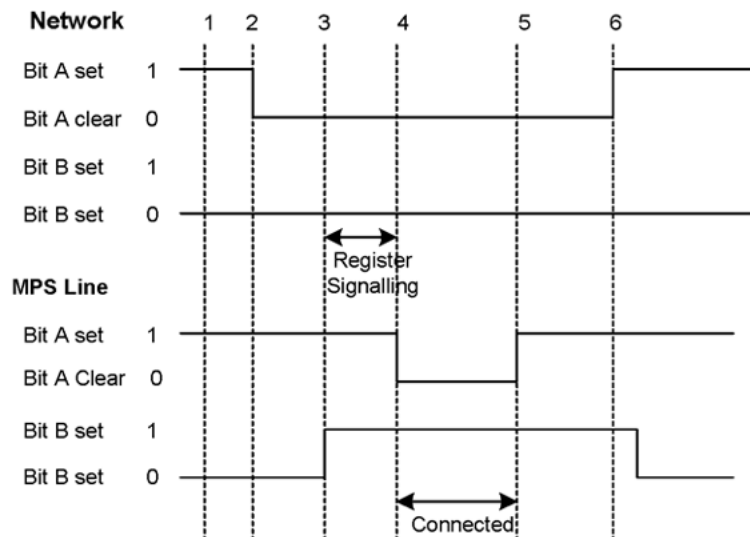 Network 1 2 3 4 5 6
Bit A set 1
Bit A clear 0
Bit B set 1
Bit B set 0
Register
Signalling
MPS Line
Bit A set 1
Bit A Clear 0
Bit B set 1
Bit B set 0
Connected